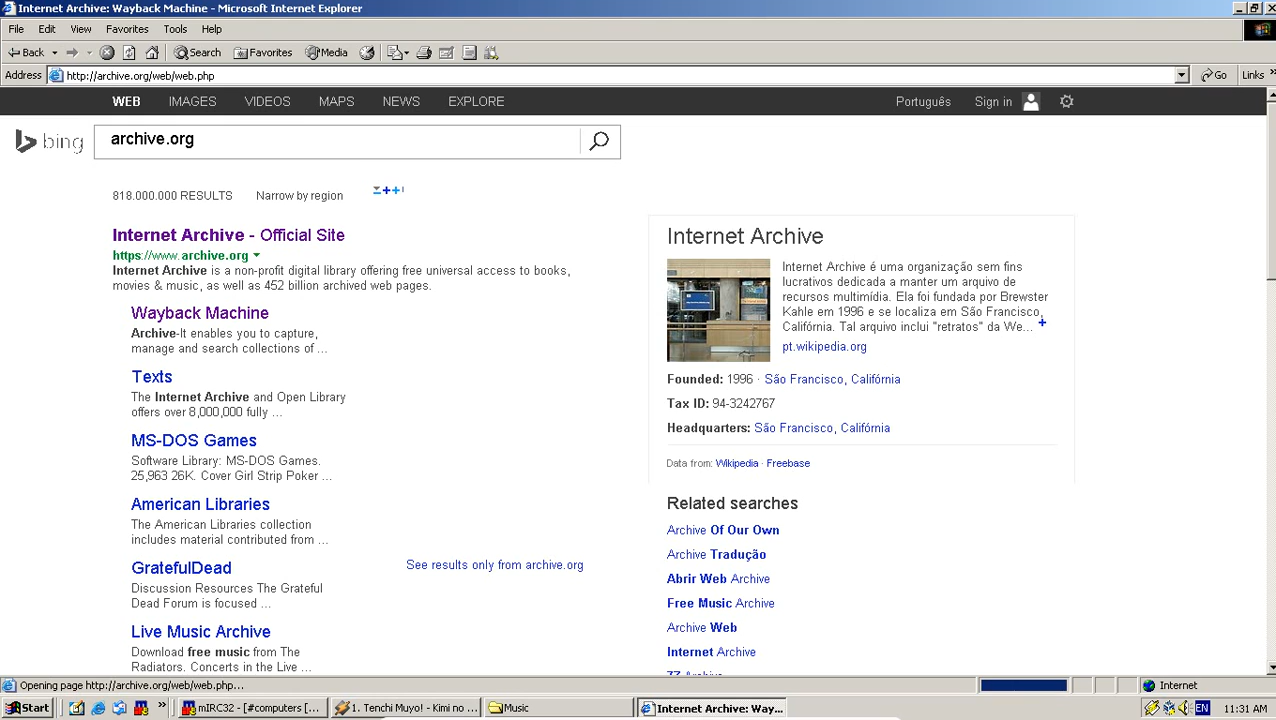 Internet Archive: Wayback Machine - Microsoft Internet Explorer
File Edit View Favorites Tools Help
Back Search Favorites Media
Address http://archive.org/web/web.php Go Links »
WEB IMAGES VIDEOS MAPS NEWS EXPLORE Português Sign in
bing archive.org
818.000.000 RESULTS Narrow by region
Internet Archive - Official Site
https://www.archive.org
Internet Archive is a non-profit digital library offering free universal access to books,
movies & music, as well as 452 billion archived web pages.
Wayback Machine
Archive-It enables you to capture,
manage and search collections of ...
Texts
The Internet Archive and Open Library
offers over 8,000,000 fully ...
MS-DOS Games
Software Library: MS-DOS Games.
25,963 26K. Cover Girl Strip Poker ...
American Libraries
The American Libraries collection
includes material contributed from ...
GratefulDead
Discussion Resources The Grateful
Dead Forum is focused ...
Live Music Archive
Download free music from The
Radiators. Concerts in the Live ...
See results only from archive.org
Internet Archive
Internet Archive é uma organização sem fins
lucrativos dedicada a manter um arquivo de
recursos multimídia. Ela foi fundada por Brewster
Kahle em 1996 e se localiza em São Francisco,
Califórnia. Tal arquivo inclui "retratos" da We...
pt.wikipedia.org
Founded: 1996 · São Francisco, Califórnia
Tax ID: 94-3242767
Headquarters: São Francisco, Califórnia
Data from: Wikipedia · Freebase
Related searches
Archive Of Our Own
Archive Tradução
Abrir Web Archive
Free Music Archive
Archive Web
Internet Archive
Opening page http://archive.org/web/web.php... Internet
Start » mIRC32 - [#computers [... 1. Tenchi Muyo! - Kimi no ... Music Internet Archive: Way... EN 11:31 AM